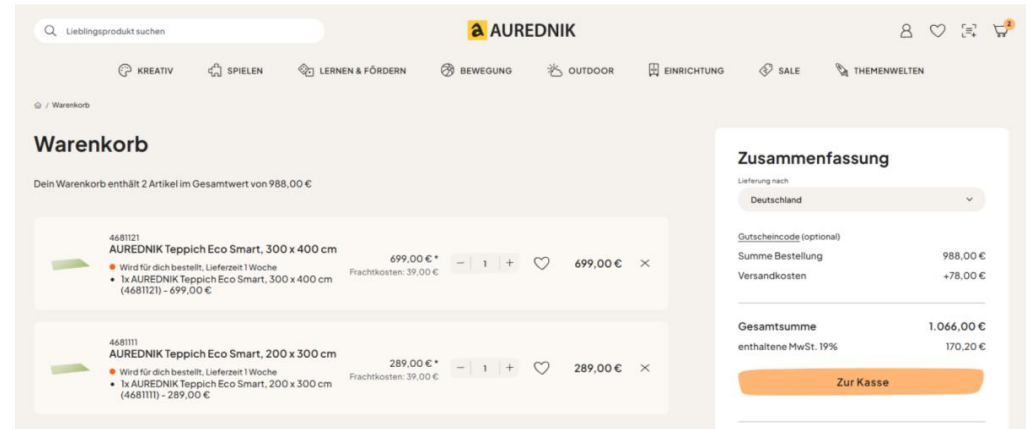 Lieblingsprodukt suchen
a AUREDNIK
2
KREATIV SPIELEN LERNEN & FÖRDERN BEWEGUNG OUTDOOR EINRICHTUNG SALE THEMENWELTEN
/ Warenkorb
Warenkorb
Dein Warenkorb enthält 2 Artikel im Gesamtwert von 988,00 €
4681121
AUREDNIK Teppich Eco Smart, 300 x 400 cm
Wird für dich bestellt, Lieferzeit 1 Woche
• 1x AUREDNIK Teppich Eco Smart, 300 x 400 cm
(4681121) - 699,00 €
699,00 € *
Frachtkosten: 39,00 €
− 1 +
699,00 € ×
4681111
AUREDNIK Teppich Eco Smart, 200 x 300 cm
Wird für dich bestellt, Lieferzeit 1 Woche
• 1x AUREDNIK Teppich Eco Smart, 200 x 300 cm
(4681111) - 289,00 €
289,00 € *
Frachtkosten: 39,00 €
− 1 +
289,00 € ×
Zusammenfassung
Lieferung nach
Deutschland
Gutscheincode (optional)
Summe Bestellung 988,00 €
Versandkosten +78,00 €
Gesamtsumme 1.066,00 €
enthaltene MwSt. 19% 170,20 €
Zur Kasse